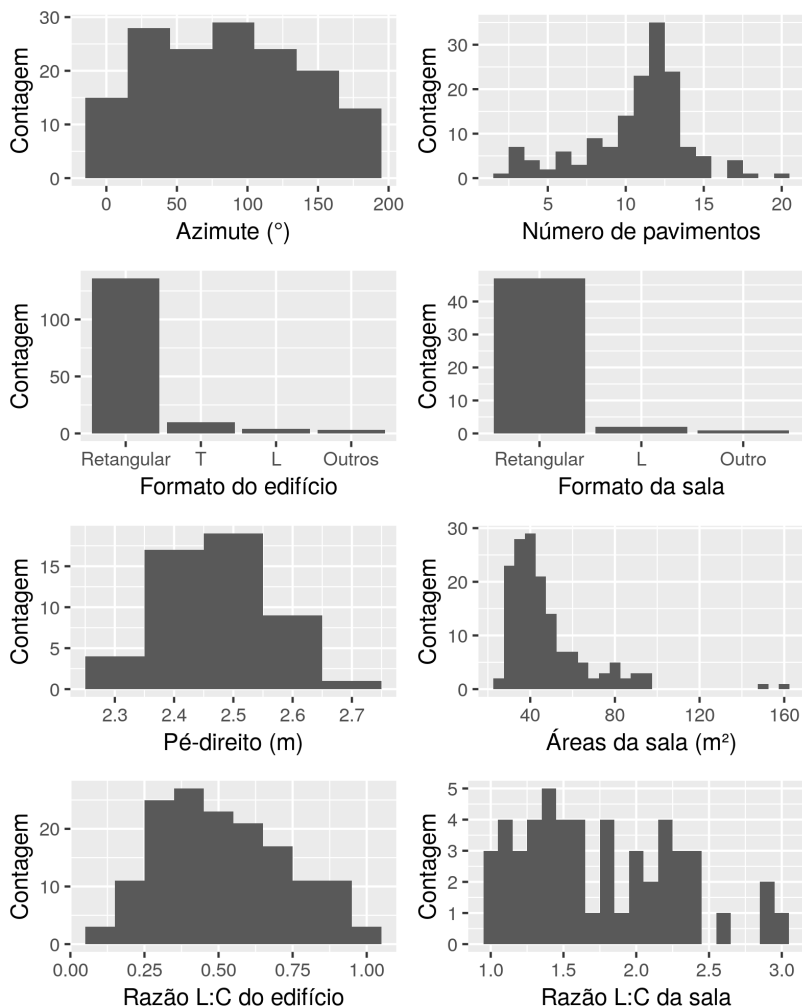 Contagem
30
20
10
0
0
50
100
150
200
Azimute (°)
Contagem
30
20
10
0
5
10
15
20
Número de pavimentos
Contagem
100
50
0
Retangular
T
L
Outros
Formato do edifício
Contagem
40
30
20
10
0
Retangular
L
Outro
Formato da sala
Contagem
15
10
5
0
2.3
2.4
2.5
2.6
2.7
Pé-direito (m)
Contagem
30
20
10
0
40
80
120
160
Áreas da sala (m²)
Contagem
20
10
0
0.00
0.25
0.50
0.75
1.00
Razão L:C do edifício
Contagem
5
4
3
2
1
0
1.0
1.5
2.0
2.5
3.0
Razão L:C da sala